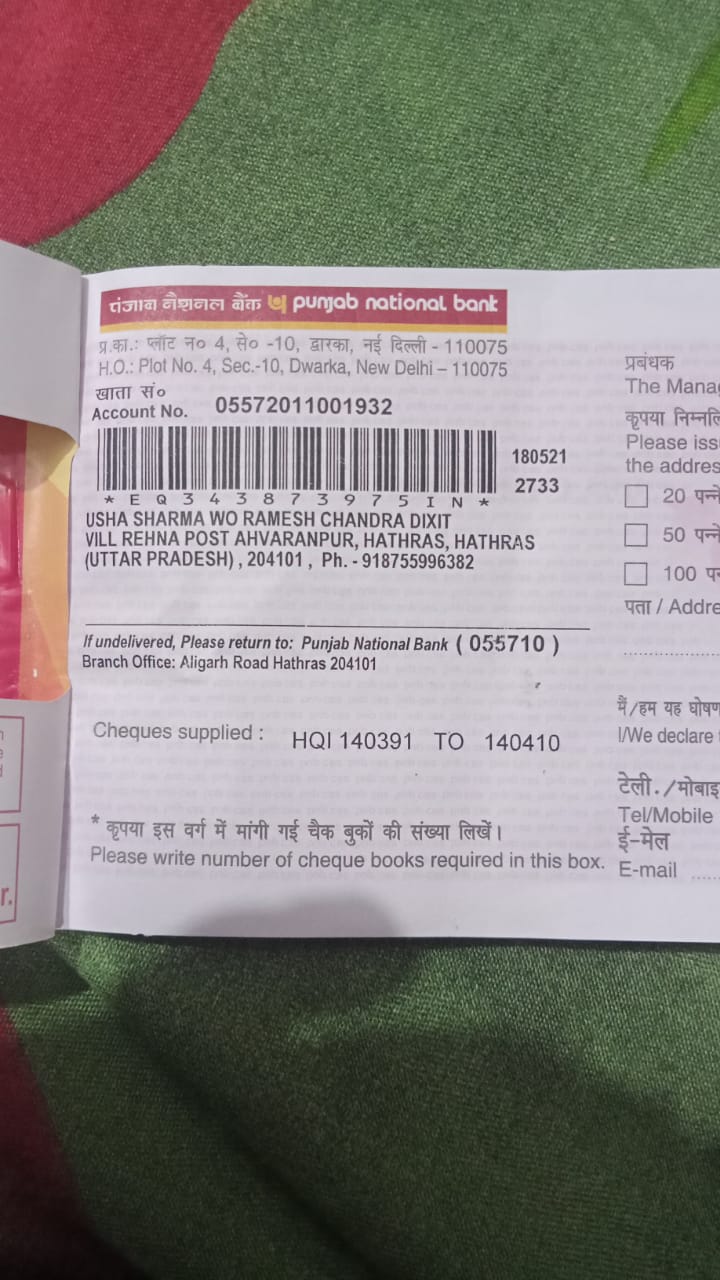 पंजाब नैशनल बैंक punjab national bank
प्र.का.: प्लॉट न० 4, से० -10, द्वारका, नई दिल्ली - 110075
H.O.: Plot No. 4, Sec.-10, Dwarka, New Delhi – 110075
खाता सं०
Account No. 05572011001932
180521
2733
* E Q 3 4 3 8 7 3 9 7 5 I N *
USHA SHARMA WO RAMESH CHANDRA DIXIT
VILL REHNA POST AHVARANPUR, HATHRAS, HATHRAS
(UTTAR PRADESH) , 204101 , Ph. - 918755996382
If undelivered, Please return to: Punjab National Bank ( 055710 )
Branch Office: Aligarh Road Hathras 204101
Cheques supplied : HQI 140391 TO 140410
* कृपया इस वर्ग में मांगी गई चैक बुकों की संख्या लिखें।
Please write number of cheque books required in this box.
प्रबंधक
The Mana
कृपया निम्नलि
Please iss
the addres
20 पन्ने
50 पन्ने
100 प
पता / Addre
मैं/हम यह घोषण
I/We declare
टेली./मोबाइ
Tel/Mobile
ई-मेल
E-mail
r.